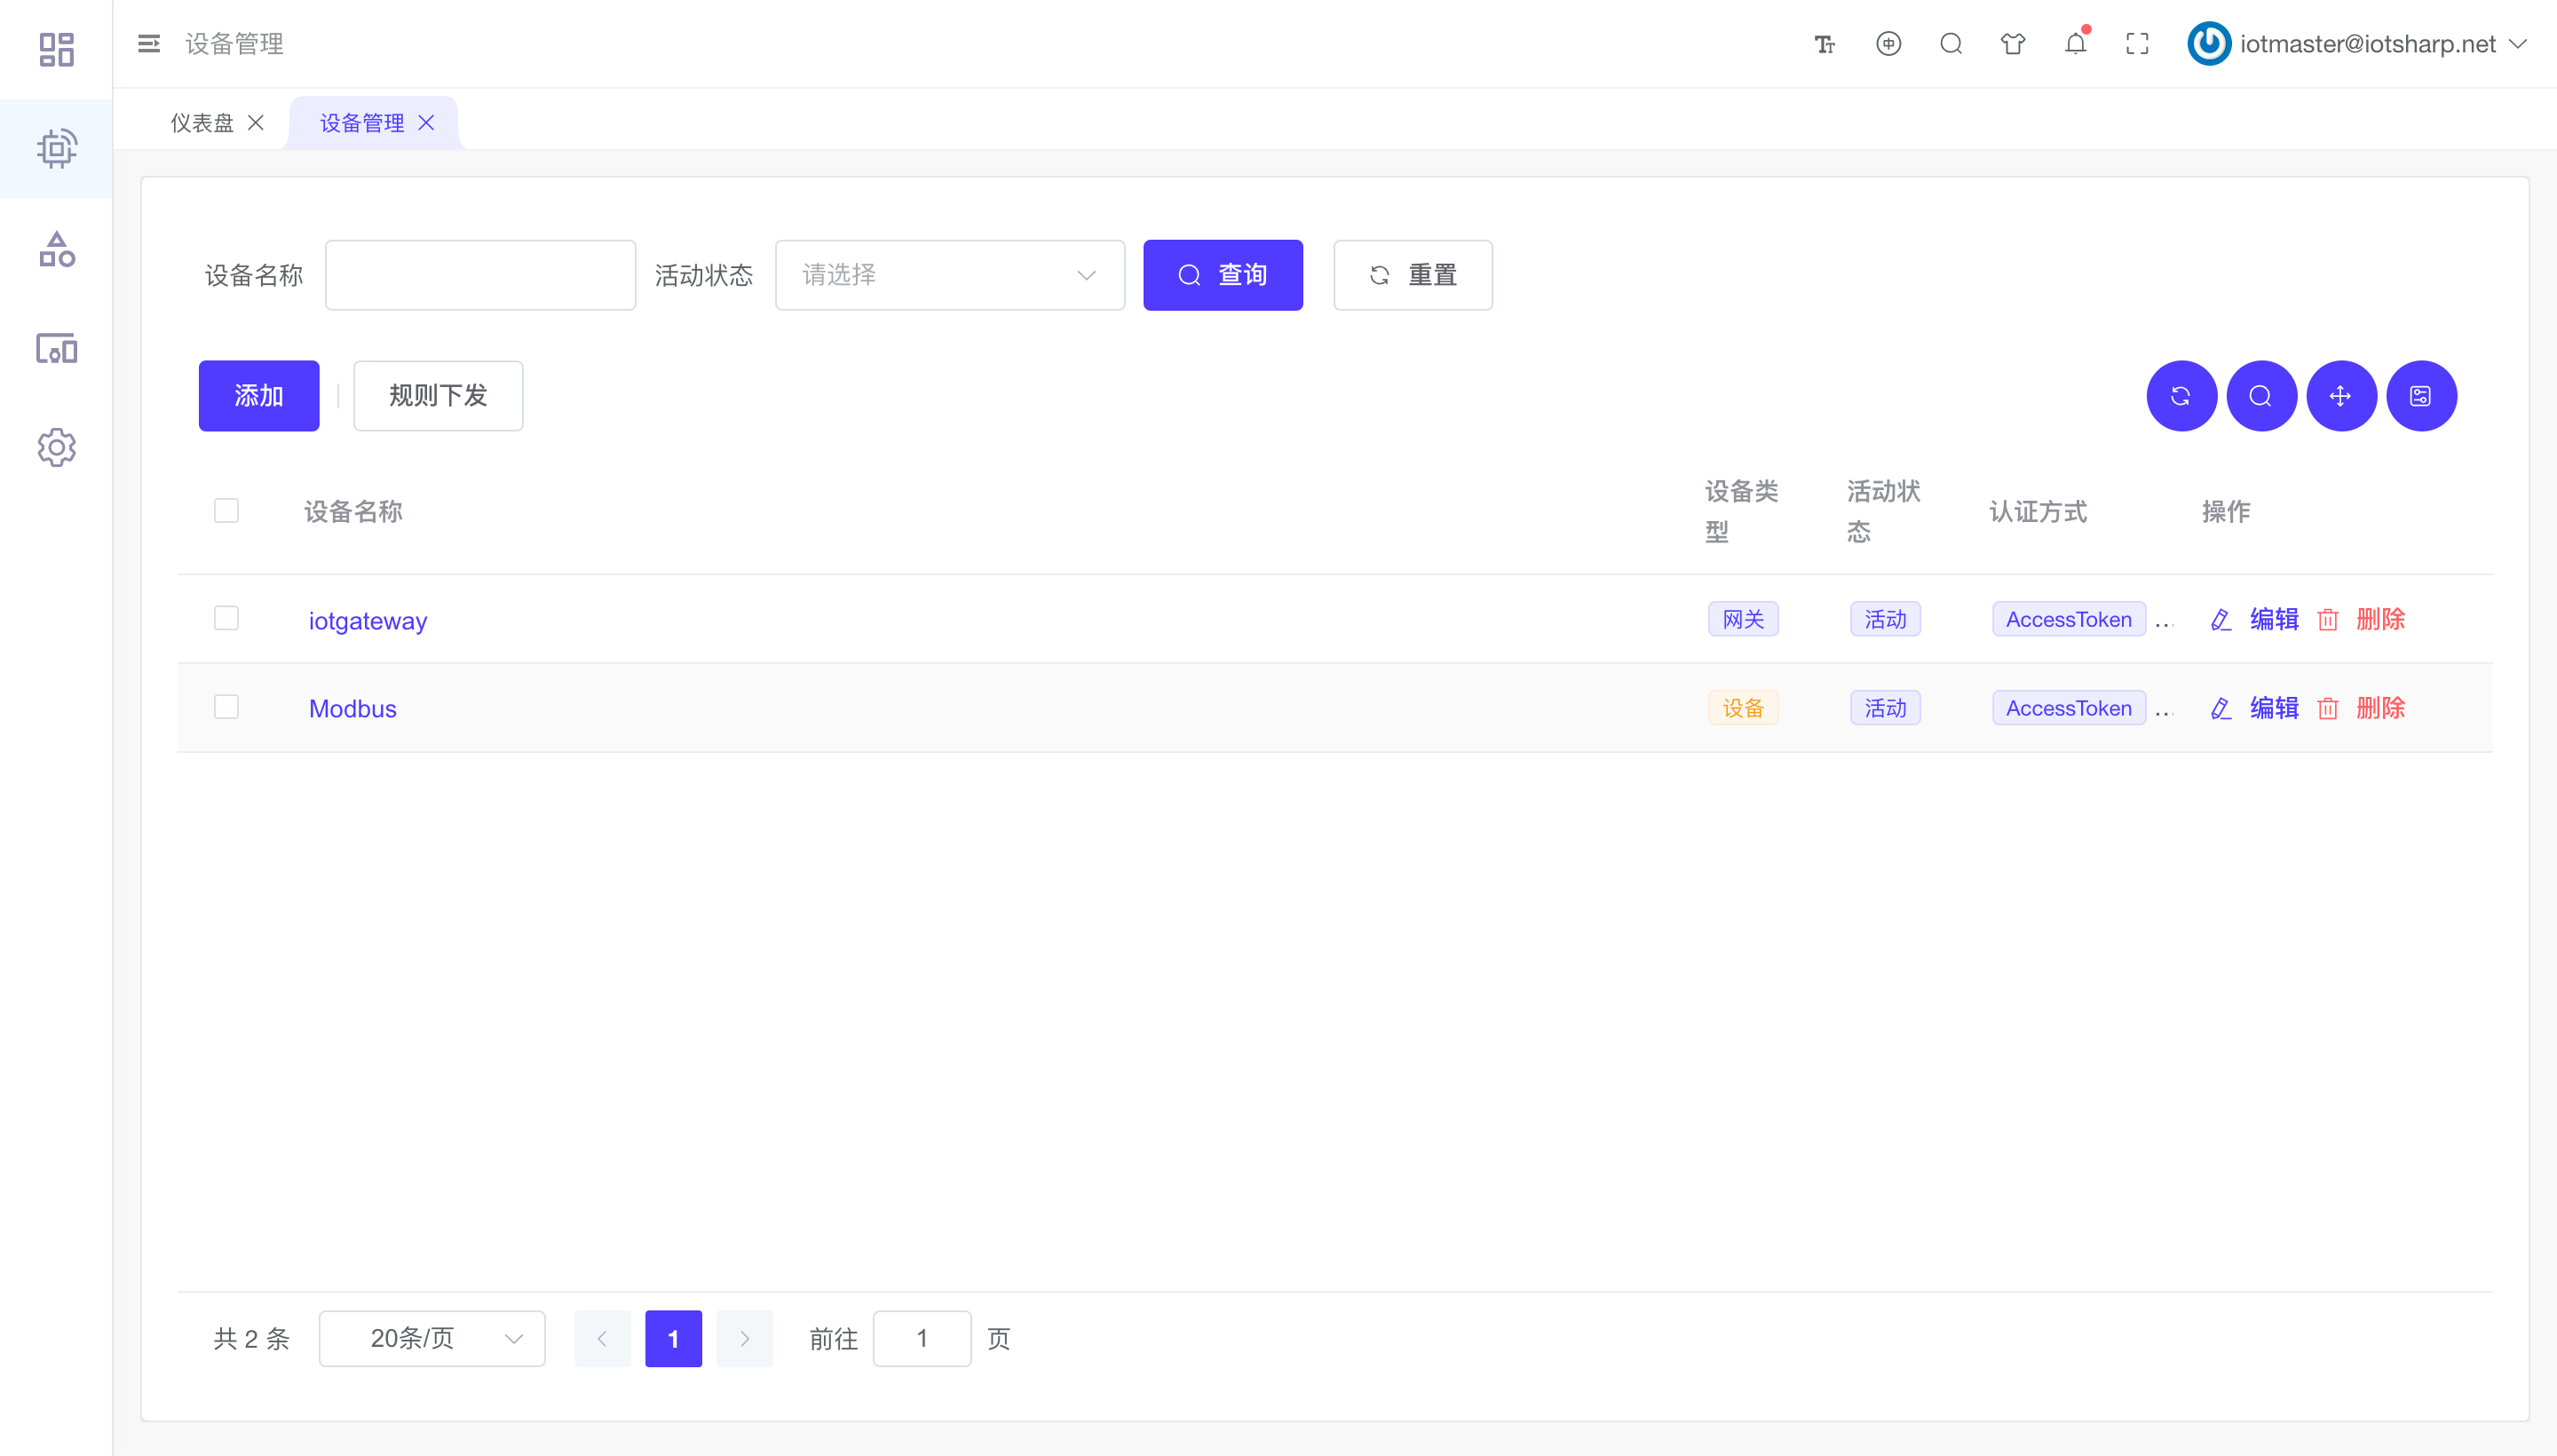 设备管理
iotmaster@iotsharp.net
仪表盘
设备管理
设备名称
活动状态
请选择
查询
重置
添加
规则下发
设备名称
设备类型
活动状态
认证方式
操作
iotgateway
网关
活动
AccessToken
...
编辑
删除
Modbus
设备
活动
AccessToken
...
编辑
删除
共 2 条
20条/页
1
前往
1
页